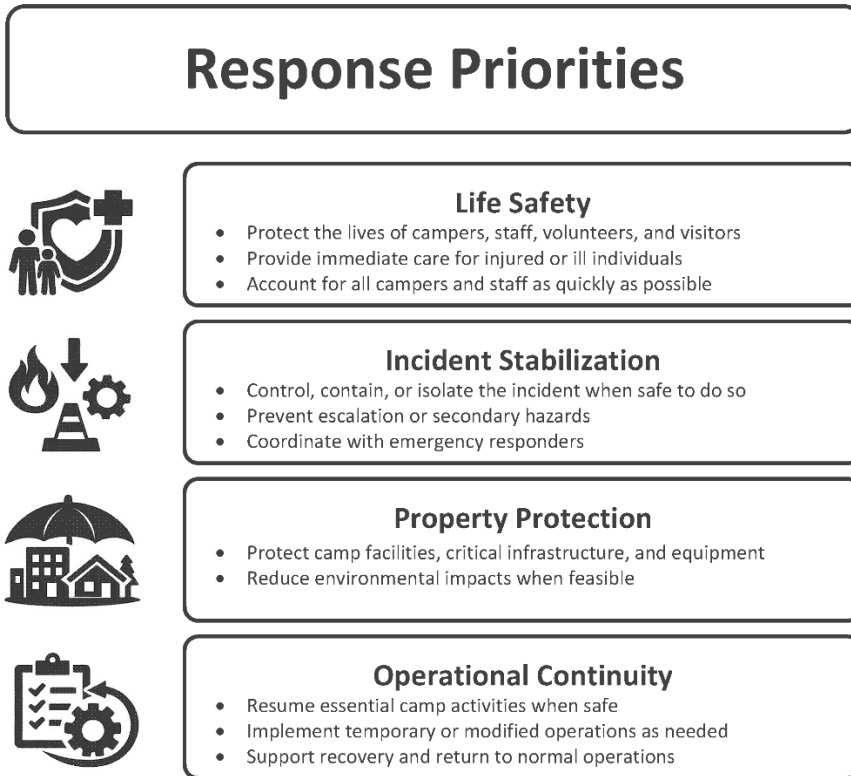 Response Priorities
Life Safety
• Protect the lives of campers, staff, volunteers, and visitors
• Provide immediate care for injured or ill individuals
• Account for all campers and staff as quickly as possible
Incident Stabilization
• Control, contain, or isolate the incident when safe to do so
• Prevent escalation or secondary hazards
• Coordinate with emergency responders
Property Protection
• Protect camp facilities, critical infrastructure, and equipment
• Reduce environmental impacts when feasible
Operational Continuity
• Resume essential camp activities when safe
• Implement temporary or modified operations as needed
• Support recovery and return to normal operations